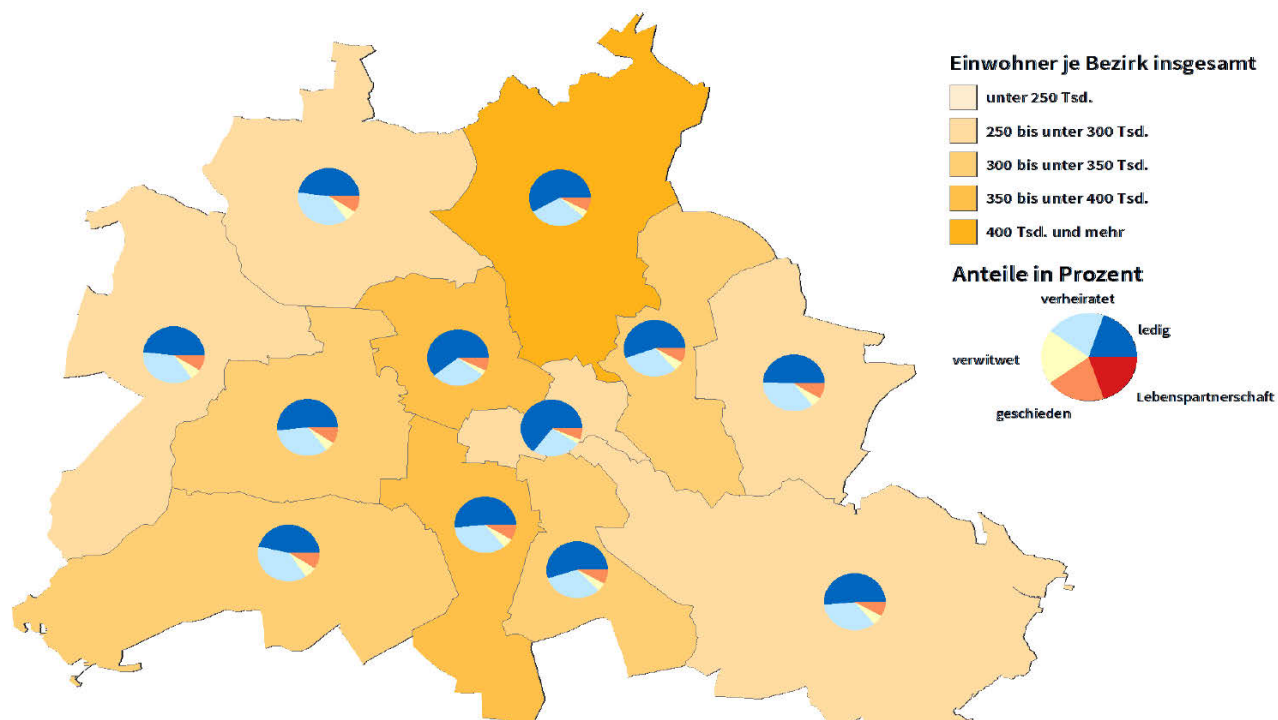 Einwohner je Bezirk insgesamt
unter 250 Tsd.
250 bis unter 300 Tsd.
300 bis unter 350 Tsd.
350 bis unter 400 Tsd.
400 Tsd. und mehr
Anteile in Prozent
verheiratet
ledig
verwitwet
Lebenspartnerschaft
geschieden